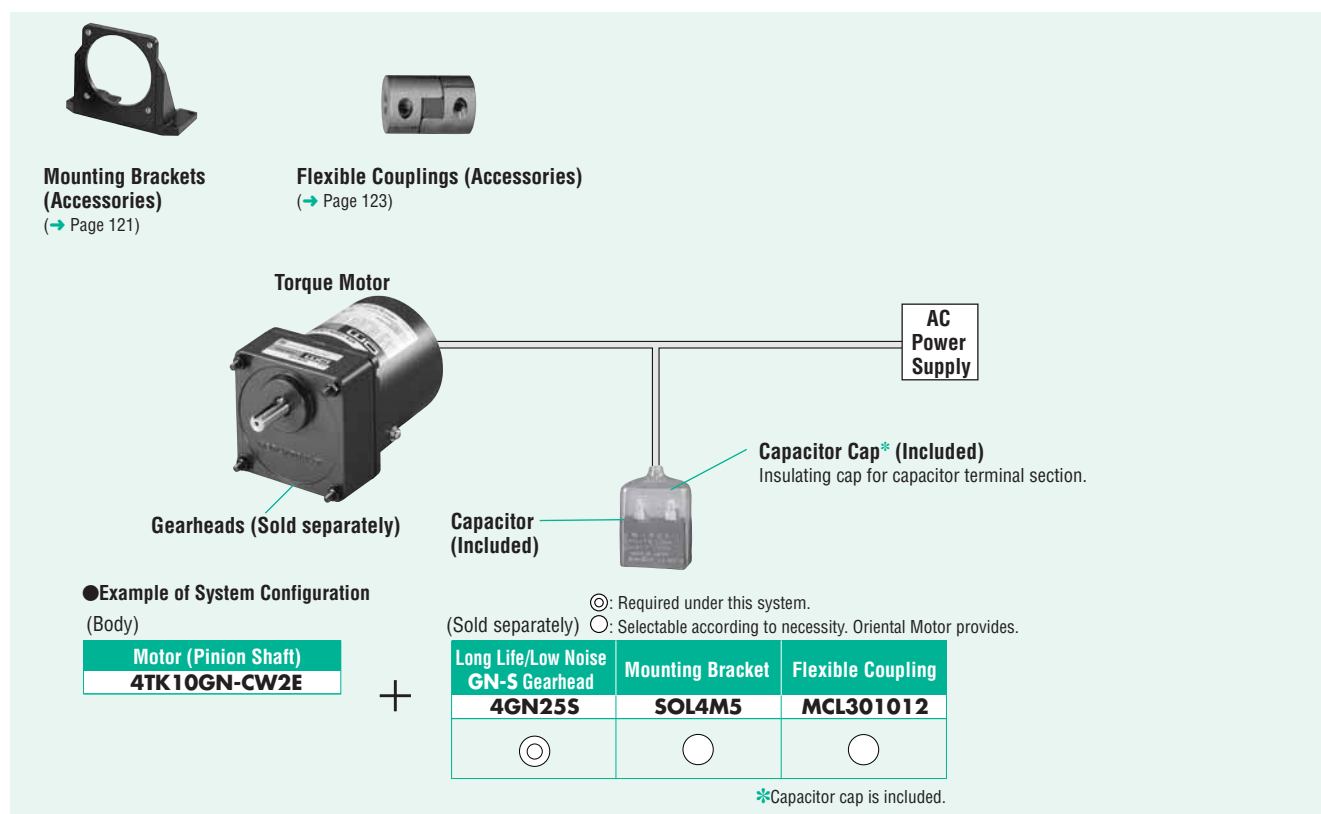 Mounting Brackets
(Accessories)
(➜ Page 121)
Flexible Couplings (Accessories)
(➜ Page 123)
Torque Motor
AC
Power
Supply
Capacitor Cap* (Included)
Insulating cap for capacitor terminal section.
Gearheads (Sold separately)
Capacitor
(Included)
●Example of System Configuration
(Body)
◎: Required under this system.
(Sold separately) ○: Selectable according to necessity. Oriental Motor provides.
Motor (Pinion Shaft)
4TK10GN-CW2E
+
Long Life/Low Noise
GN-S Gearhead
Mounting Bracket
Flexible Coupling
4GN25S
SOL4M5
MCL301012
◎ ○ ○
*Capacitor cap is included.